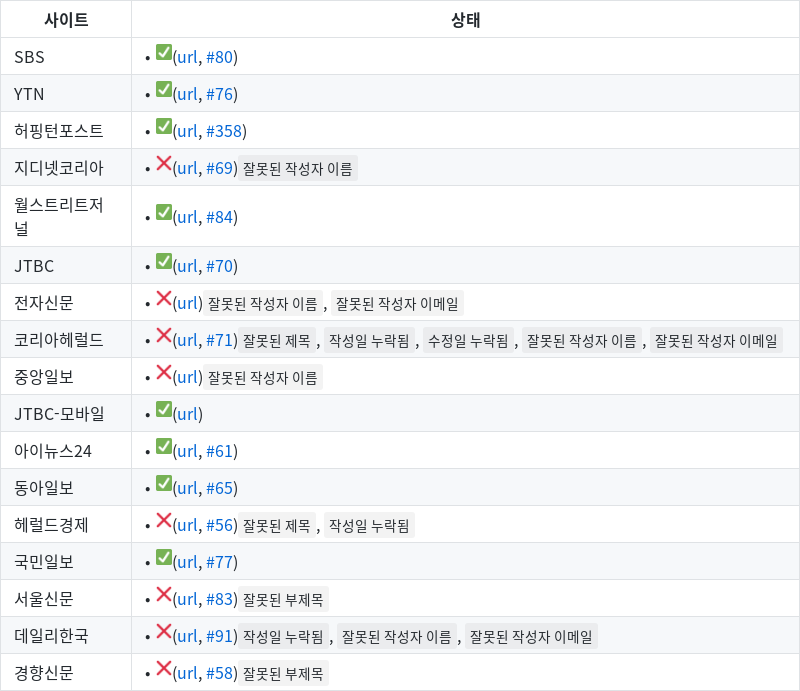 사이트 상태
SBS • ✅(url, #80)
YTN • ✅(url, #76)
허핑턴포스트 • ✅(url, #358)
지디넷코리아 • ❌(url, #69) 잘못된 작성자 이름
월스트리트저
널 • ✅(url, #84)
JTBC • ✅(url, #70)
전자신문 • ❌(url) 잘못된 작성자 이름 , 잘못된 작성자 이메일
코리아헤럴드 • ❌(url, #71) 잘못된 제목 , 작성일 누락됨 , 수정일 누락됨 , 잘못된 작성자 이름 , 잘못된 작성자 이메일
중앙일보 • ❌(url) 잘못된 작성자 이름
JTBC-모바일 • ✅(url)
아이뉴스24 • ✅(url, #61)
동아일보 • ✅(url, #65)
헤럴드경제 • ❌(url, #56) 잘못된 제목 , 작성일 누락됨
국민일보 • ✅(url, #77)
서울신문 • ❌(url, #83) 잘못된 부제목
데일리한국 • ❌(url, #91) 작성일 누락됨 , 잘못된 작성자 이름 , 잘못된 작성자 이메일
경향신문 • ❌(url, #58) 잘못된 부제목